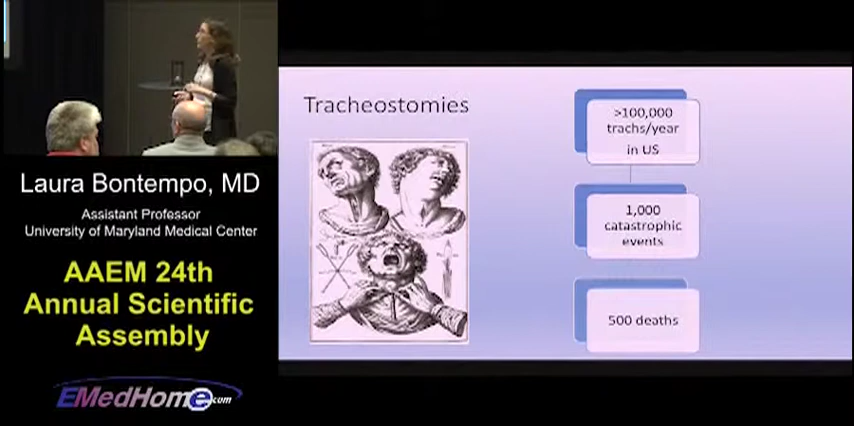 Laura Bontempo, MD
Assistant Professor
University of Maryland Medical Center
AAEM 24th
Annual Scientific
Assembly
EMedHome.com
Tracheostomies
>100,000
trachs/year
in US
1,000
catastrophic
events
500 deaths